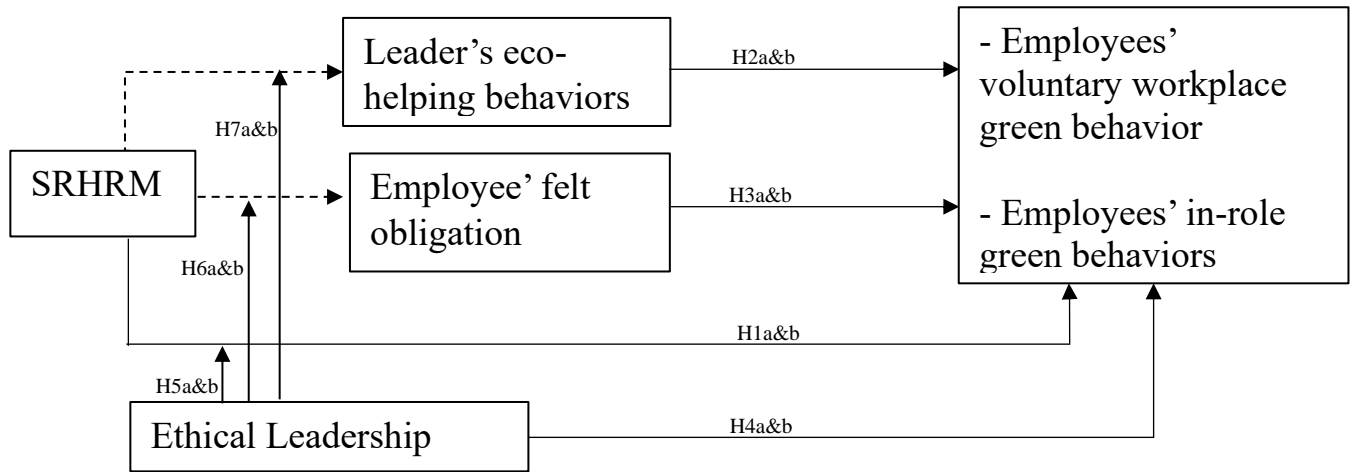 Leader’s eco-
helping behaviors
H2a&b
- Employees’
voluntary workplace
green behavior
H7a&b
SRHRM
Employee’ felt
obligation
H3a&b
- Employees’ in-role
green behaviors
H6a&b
H1a&b
H5a&b
Ethical Leadership
H4a&b